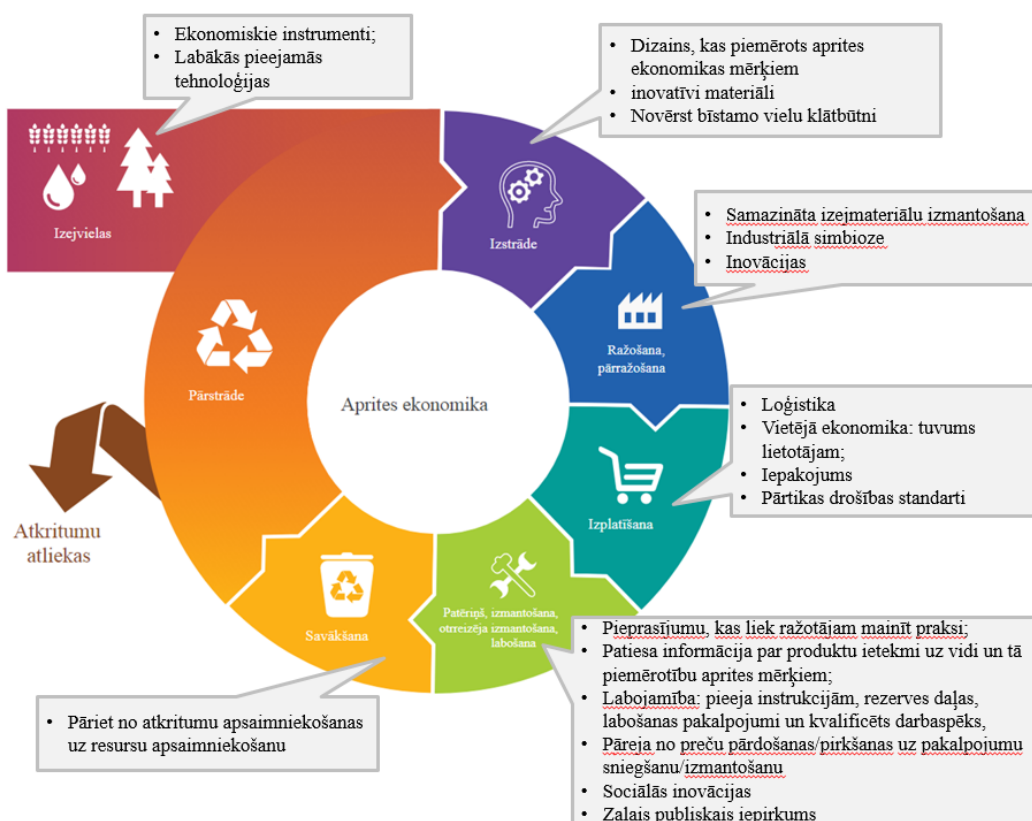 • Ekonomiskie instrumenti;
• Labākās pieejamās
tehnoloģijas
• Dizains, kas piemērots aprites
ekonomikas mērķiem
• inovatīvi materiāli
• Novērst bīstamo vielu klātbūtni
Izejvielas
Izstrāde
• Samazināta izejmateriālu izmantošana
• Industriālā simbioze
• Inovācijas
Ražošana,
pārražošana
Pārstrāde
Aprites ekonomika
• Loģistika
• Vietējā ekonomika: tuvums
lietotājam;
• Iepakojums
• Pārtikas drošības standarti
Izplatīšana
Atkritumu
atliekas
Savākšana
Patēriņš, izmantošana,
otrreizēja izmantošana,
labošana
• Pieprasījumu, kas liek ražotājam mainīt praksi;
• Patiesa informācija par produktu ietekmi uz vidi un tā
piemērotību aprites mērķiem;
• Labojamība: pieeja instrukcijām, rezerves daļas,
labošanas pakalpojumi un kvalificēts darbaspēks,
• Pāreja no preču pārdošanas/pirkšanas uz pakalpojumu
sniegšanu/izmantošanu
• Sociālās inovācijas
• Zaļais publiskais iepirkums
• Pāriet no atkritumu apsaimniekošanas
uz resursu apsaimniekošanu